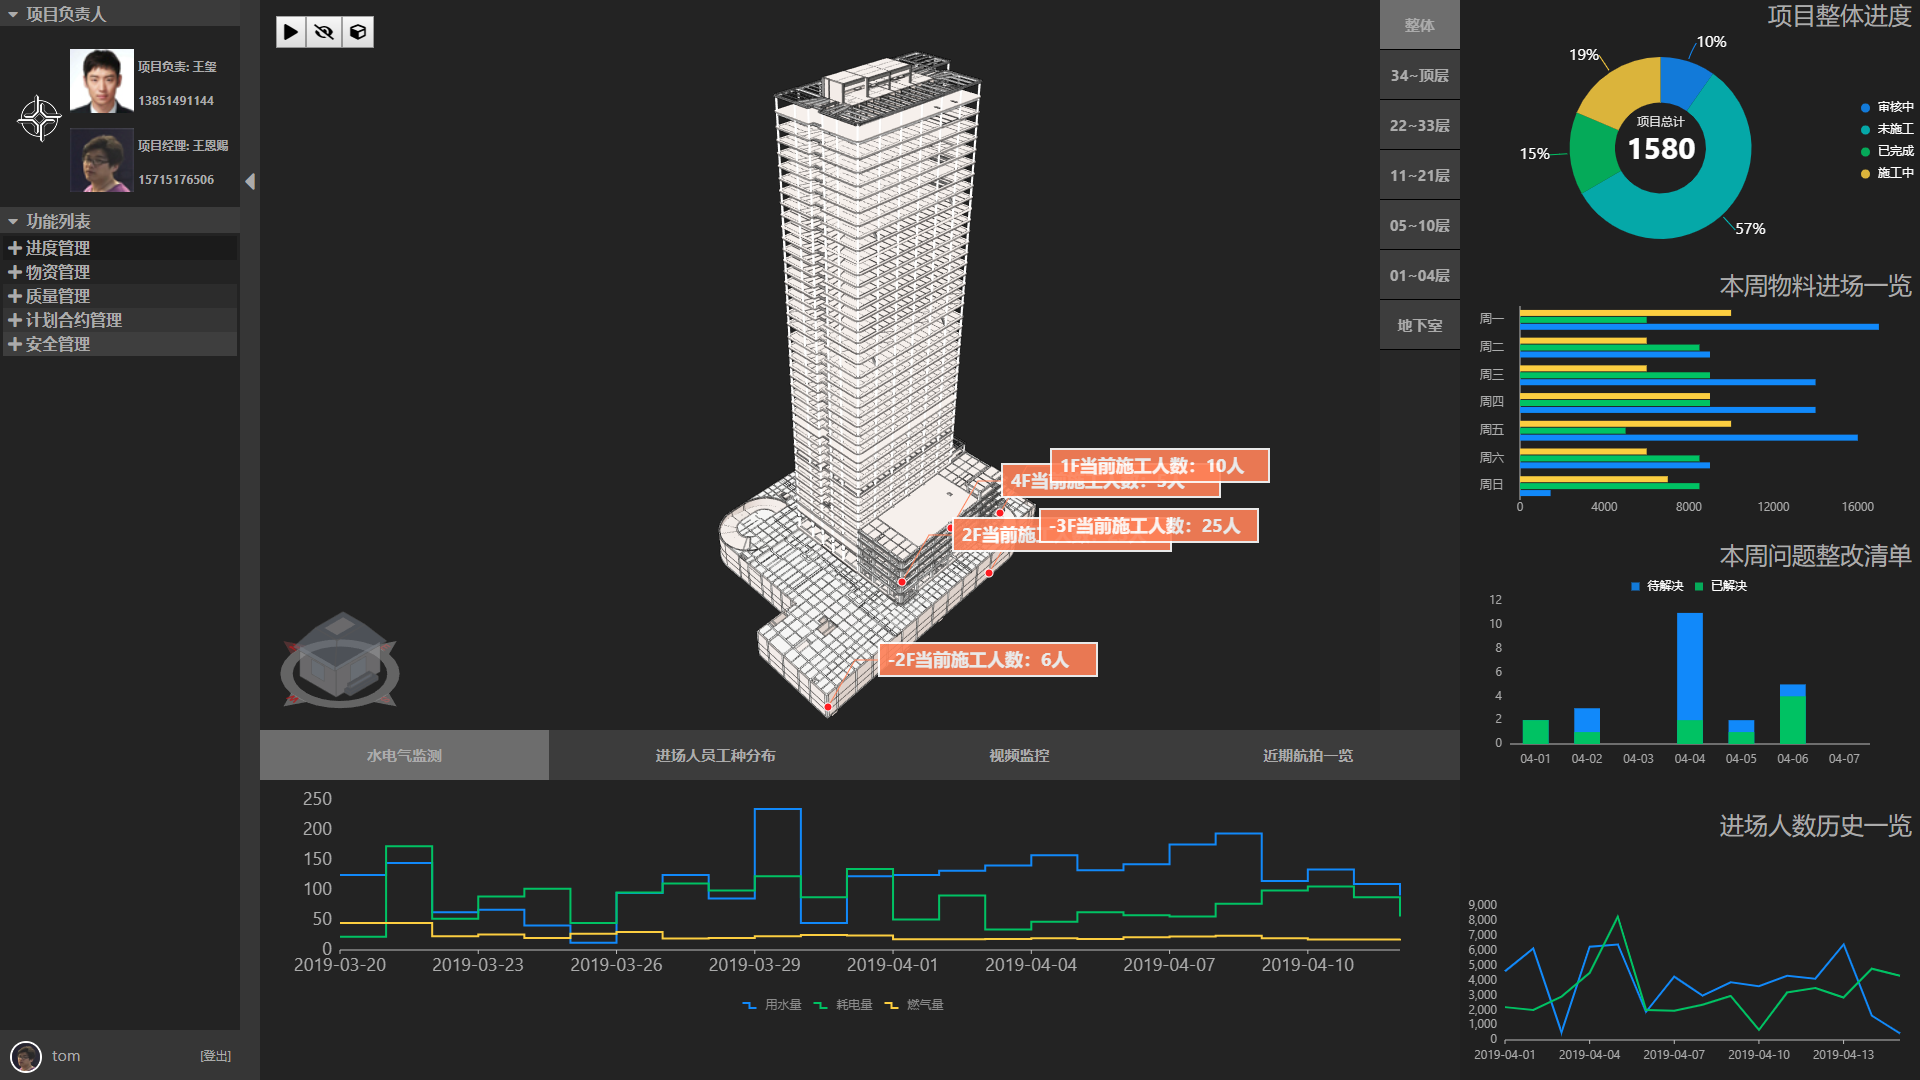 项目负责人
项目负责: 王玺
13851491144
项目经理: 王恩赐
15715176506
功能列表
进度管理
物资管理
质量管理
计划合约管理
安全管理
tom
[登出]
整体
34~顶层
22~33层
11~21层
05~10层
01~04层
地下室
1F当前施工人数：10人
4F当前施工人数：5人
-3F当前施工人数：25人
2F当前施
-2F当前施工人数：6人
水电气监测
进场人员工种分布
视频监控
近期航拍一览
250
200
150
100
50
0
2019-03-20
2019-03-23
2019-03-26
2019-03-29
2019-04-01
2019-04-04
2019-04-07
2019-04-10
用水量
耗电量
燃气量
项目整体进度
10%
19%
15%
57%
项目总计
1580
审核中
未施工
已完成
施工中
本周物料进场一览
周一
周二
周三
周四
周五
周六
周日
0
4000
8000
12000
16000
本周问题整改清单
待解决
已解决
12
10
8
6
4
2
0
04-01
04-02
04-03
04-04
04-05
04-06
04-07
进场人数历史一览
9,000
8,000
7,000
6,000
5,000
4,000
3,000
2,000
1,000
0
2019-04-01
2019-04-04
2019-04-07
2019-04-10
2019-04-13